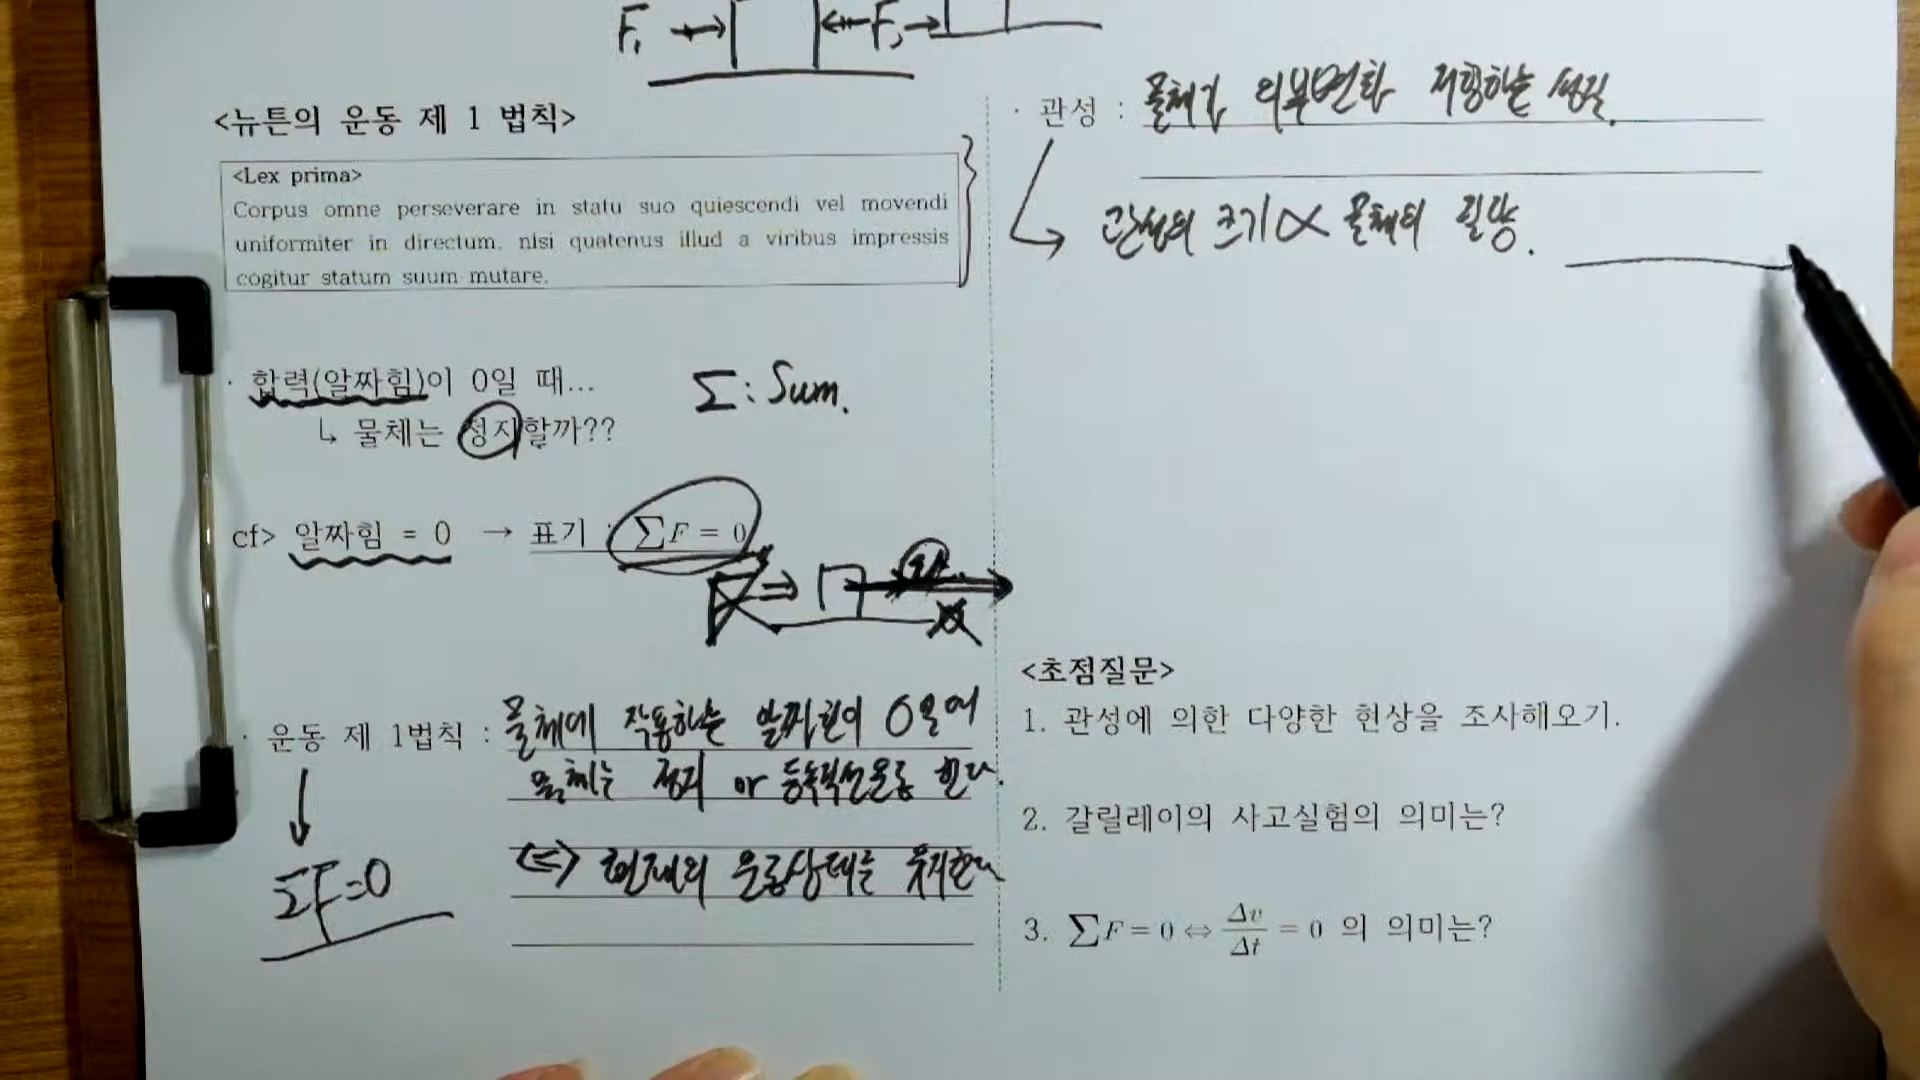 F₁ → ← F₂ →
<뉴튼의 운동 제 1 법칙>
<Lex prima>
Corpus omne perseverare in statu suo quiescendi vel movendi
uniformiter in directum, nisi quatenus illud a viribus impressis
cogitur statum suum mutare.
· 합력(알짜힘)이 0일 때...
↳ 물체는 정지할까??
Σ : Sum.
cf> 알짜힘 = 0 → 표기 : ∑F = 0
· 운동 제 1법칙 : 물체에 작용하는 알짜힘이 0일 때
물체는 정지 or 등속직선운동 한다.
(=) 현재의 운동상태를 유지한다
ΣF=0
· 관성 : 물체가 외부변화 저항하는 성질.
관성의 크기 ∝ 물체의 질량.
<초점질문>
1. 관성에 의한 다양한 현상을 조사해오기.
2. 갈릴레이의 사고실험의 의미는?
3. ∑F = 0 ⇔ Δv/Δt = 0 의 의미는?